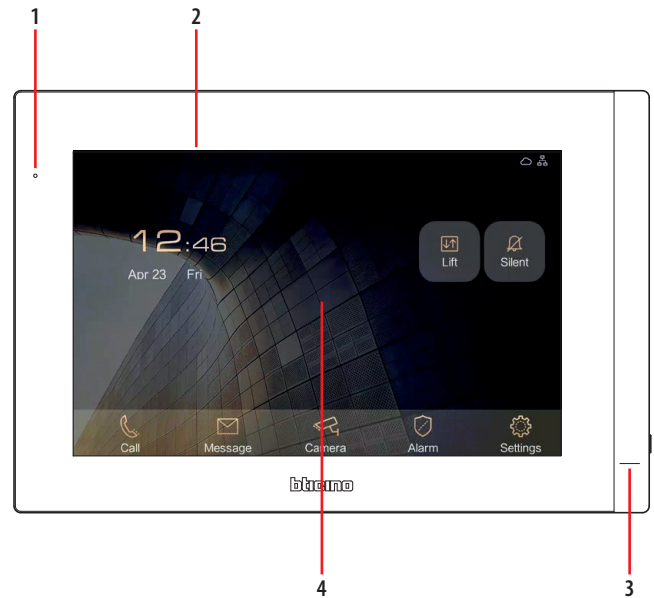 1 2
12:46
Apr 23 Fri
Lift Silent
Call Message Camera Alarm Settings
bticino
4 3